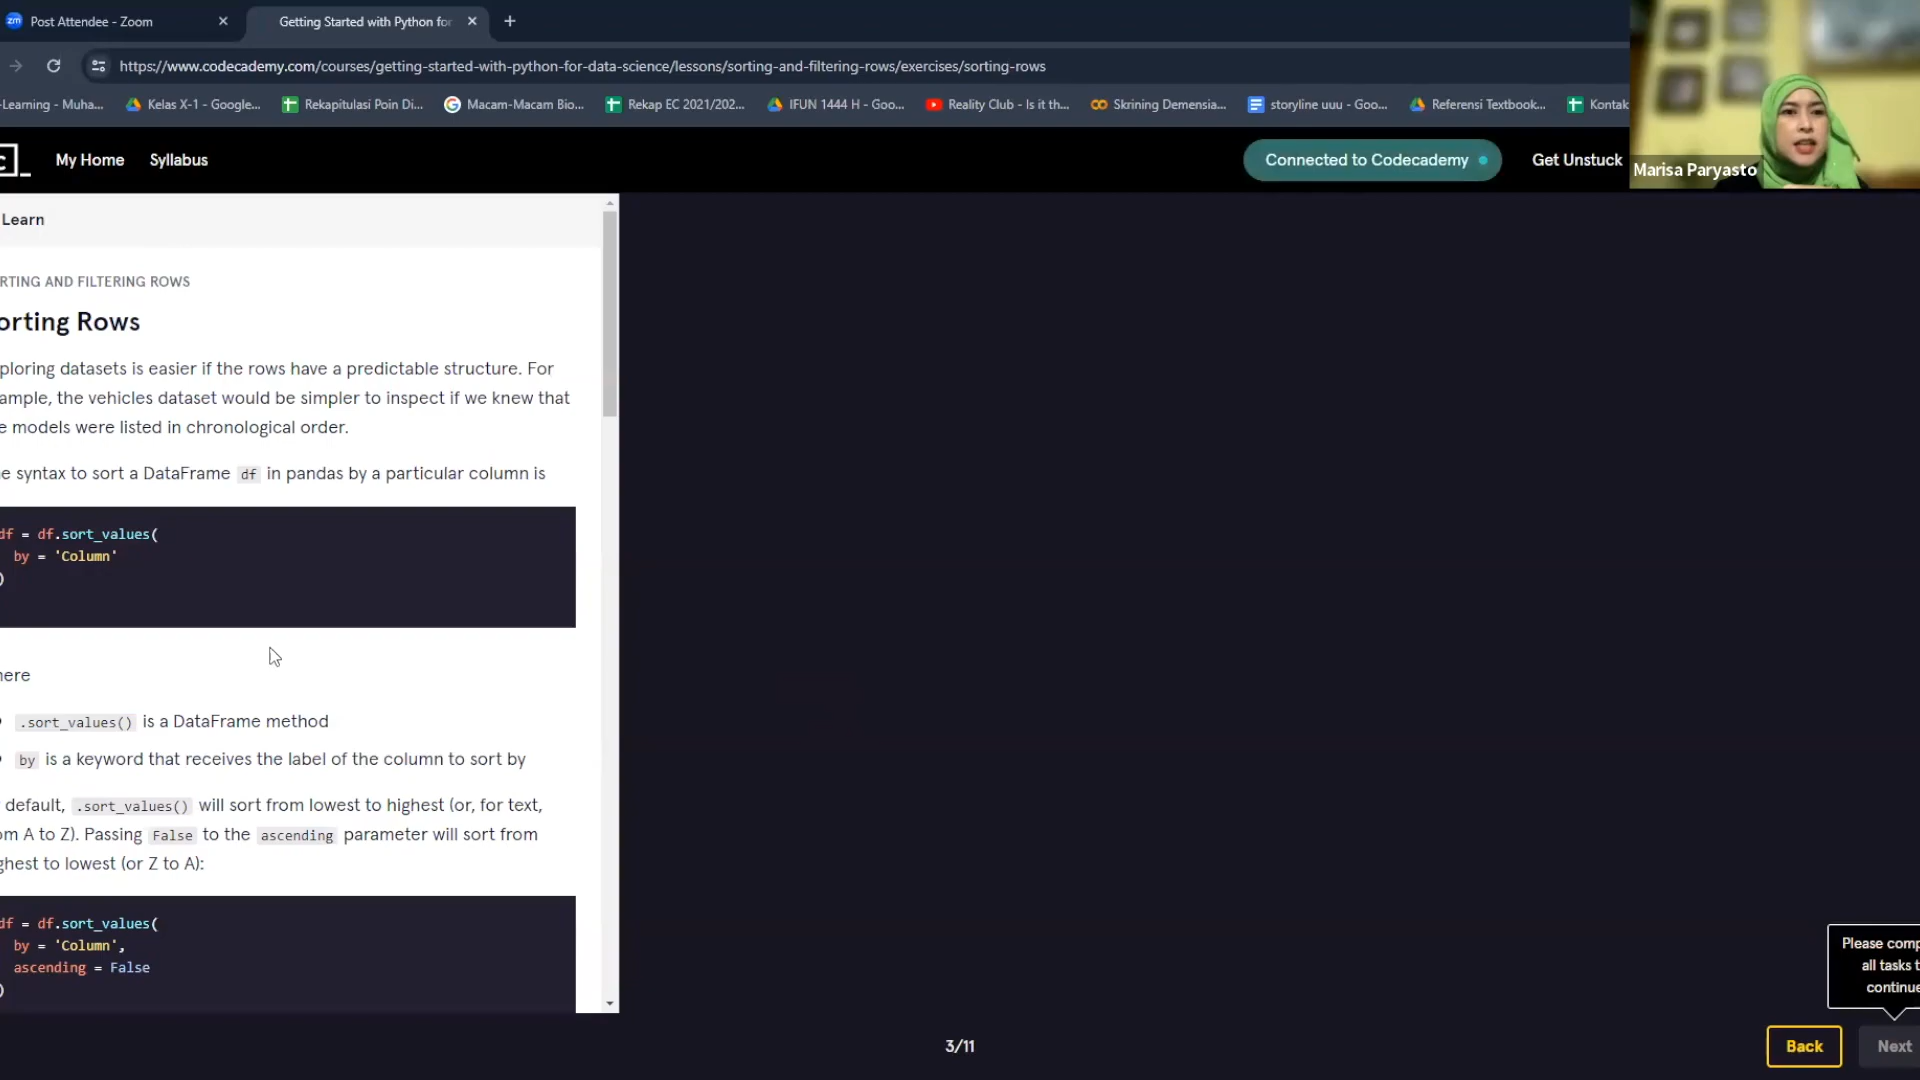 zm Post Attendee - Zoom
Getting Started with Python for
https://www.codecademy.com/courses/getting-started-with-python-for-data-science/lessons/sorting-and-filtering-rows/exercises/sorting-rows
-Learning - Muha... Kelas X-1 - Google... Rekapitulasi Poin Di... Macam-Macam Bio... Rekap EC 2021/202... IFUN 1444 H - Goo... Reality Club - Is it th... Skrining Demensia... storyline uuu - Goo... Referensi Textbook... Kontak
Marisa Paryasto
c_ My Home Syllabus Connected to Codecademy Get Unstuck
Learn
RTING AND FILTERING ROWS
orting Rows
ploring datasets is easier if the rows have a predictable structure. For
ample, the vehicles dataset would be simpler to inspect if we knew that
e models were listed in chronological order.
e syntax to sort a DataFrame df in pandas by a particular column is
df = df.sort_values(
by = 'Column'
)
here
.sort_values() is a DataFrame method
by is a keyword that receives the label of the column to sort by
default, .sort_values() will sort from lowest to highest (or, for text,
om A to Z). Passing False to the ascending parameter will sort from
ghest to lowest (or Z to A):
df = df.sort_values(
by = 'Column',
ascending = False
)
Please comp
all tasks t
continue
3/11
Back
Next